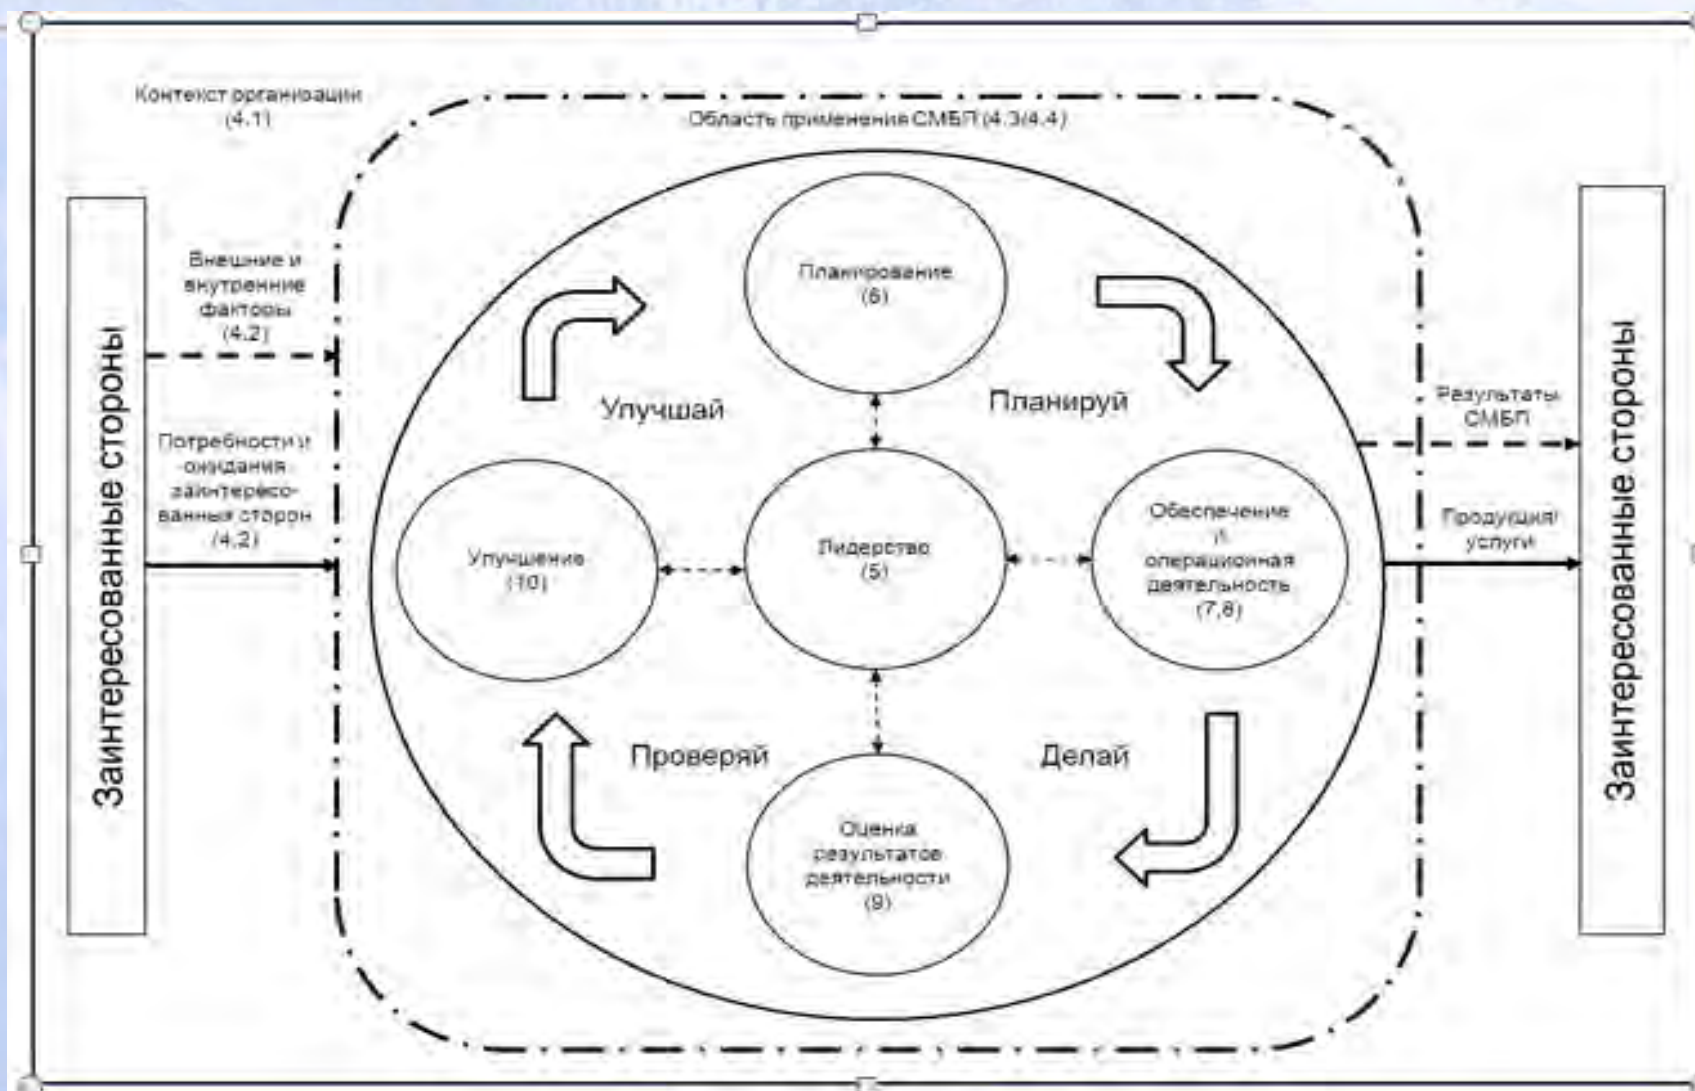 Контекст организации
(4.1)
Область применения СМБП (4.3/4.4)
Заинтересованные стороны
Внешние и
внутренние
факторы
(4.2)
Потребности и
ожидания
заинтересо-
ванных сторон
(4.2)
Планирование
(6)
Улучшай
Планируй
Улучшение
(10)
Лидерство
(5)
Обеспечение
и
операционная
деятельность
(7,8)
Проверяй
Делай
Оценка
результатов
деятельности
(9)
Результаты
СМБП
Продукция/
услуги
Заинтересованные стороны